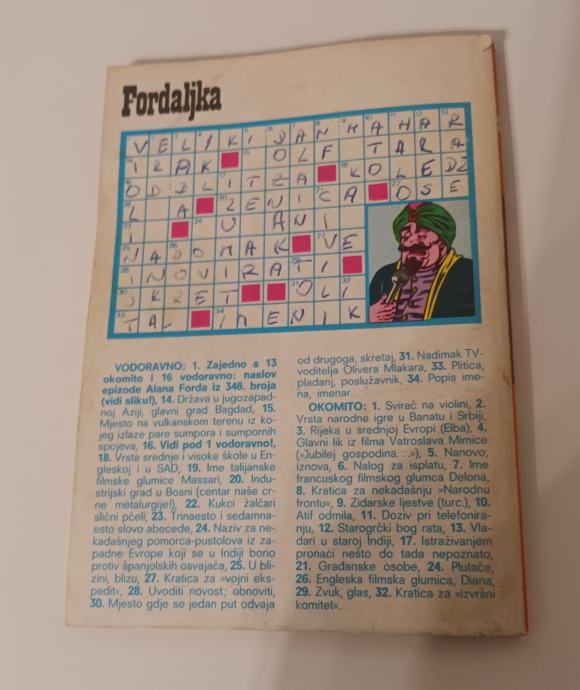 Fordaljka
V E L I K I D A N M A H A R
I R A K O L F T A R A
O D B L I T Z A K O L E DZ
L A Z E N I C A O S E
I U A N I
N A D O M A K V E
I N O V I R A T I
S K R E T O L I
T A I M E N I K
VODORAVNO: 1. Zajedno s 13
okomito i 16 vodoravno: naslov
epizode Alana Forda iz 348. broja
(vidi sliku!), 14. Država u jugozapad-
noj Aziji, glavni grad Bagdad, 15.
Mjesto na vulkanskom terenu iz ko-
jeg izlaze pare sumpora i sumpornih
spojeva, 16. Vidi pod 1 vodoravno!,
18. Vrsta srednje i visoke škole u En-
gleskoj i u SAD, 19. Ime talijanske
filmske glumice Massari, 20. Indu-
strijski grad u Bosni (centar naše cr-
ne metalurgije!), 22. Kukci žalčari
slični pčeli, 23. Trinaesto i sedamna-
esto slovo abecede, 24. Naziv za ne-
kadašnjeg pomorca-pustolova iz za-
padne Evrope koji se u Indiji borio
protiv španjolskih osvajača, 25. U bli-
zini, blizu, 27. Kratica za »vojni eks-
pedit«, 28. Uvoditi novost; obnoviti,
30. Mjesto gdje se jedan put odvaja
od drugoga, skretaj, 31. Nadimak TV-
voditelja Olivera Mlakara, 33. Plitica,
pladanj, poslužavnik, 34. Popis ime-
na, imenar.
OKOMITO: 1. Svirač na violini, 2.
Vrsta narodne igre u Banatu i Srbiji,
3. Rijeka u srednjoj Evropi (Elba), 4.
Glavni lik iz filma Vatroslava Mimice
(»Jubilej gospodina...«), 5. Nanovo,
iznova, 6. Nalog za isplatu, 7. Ime
francuskog filmskog glumca Delona,
8. Kratica za nekadašnju »Narodnu
frontu«, 9. Zidarske ljestve (turc.), 10.
Atif odmila, 11. Doziv pri telefonira-
nju, 12. Starogrčki bog rata, 13. Vla-
dari u staroj Indiji, 17. Istraživanjem
pronaći nešto do tada nepoznato,
21. Građanske osobe, 24. Plutače,
26. Engleska filmska glumica, Diana,
29. Zvuk, glas, 32. Kratica za »izvršni
komitet«.